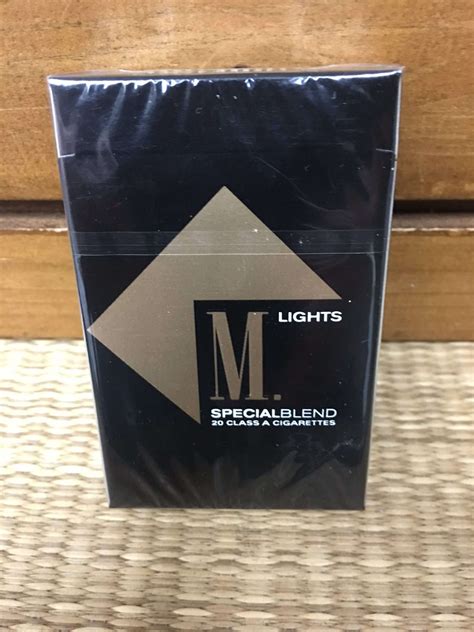 LIGHTS
M.
SPECIALBLEND
20 CLASS A CIGARETTES